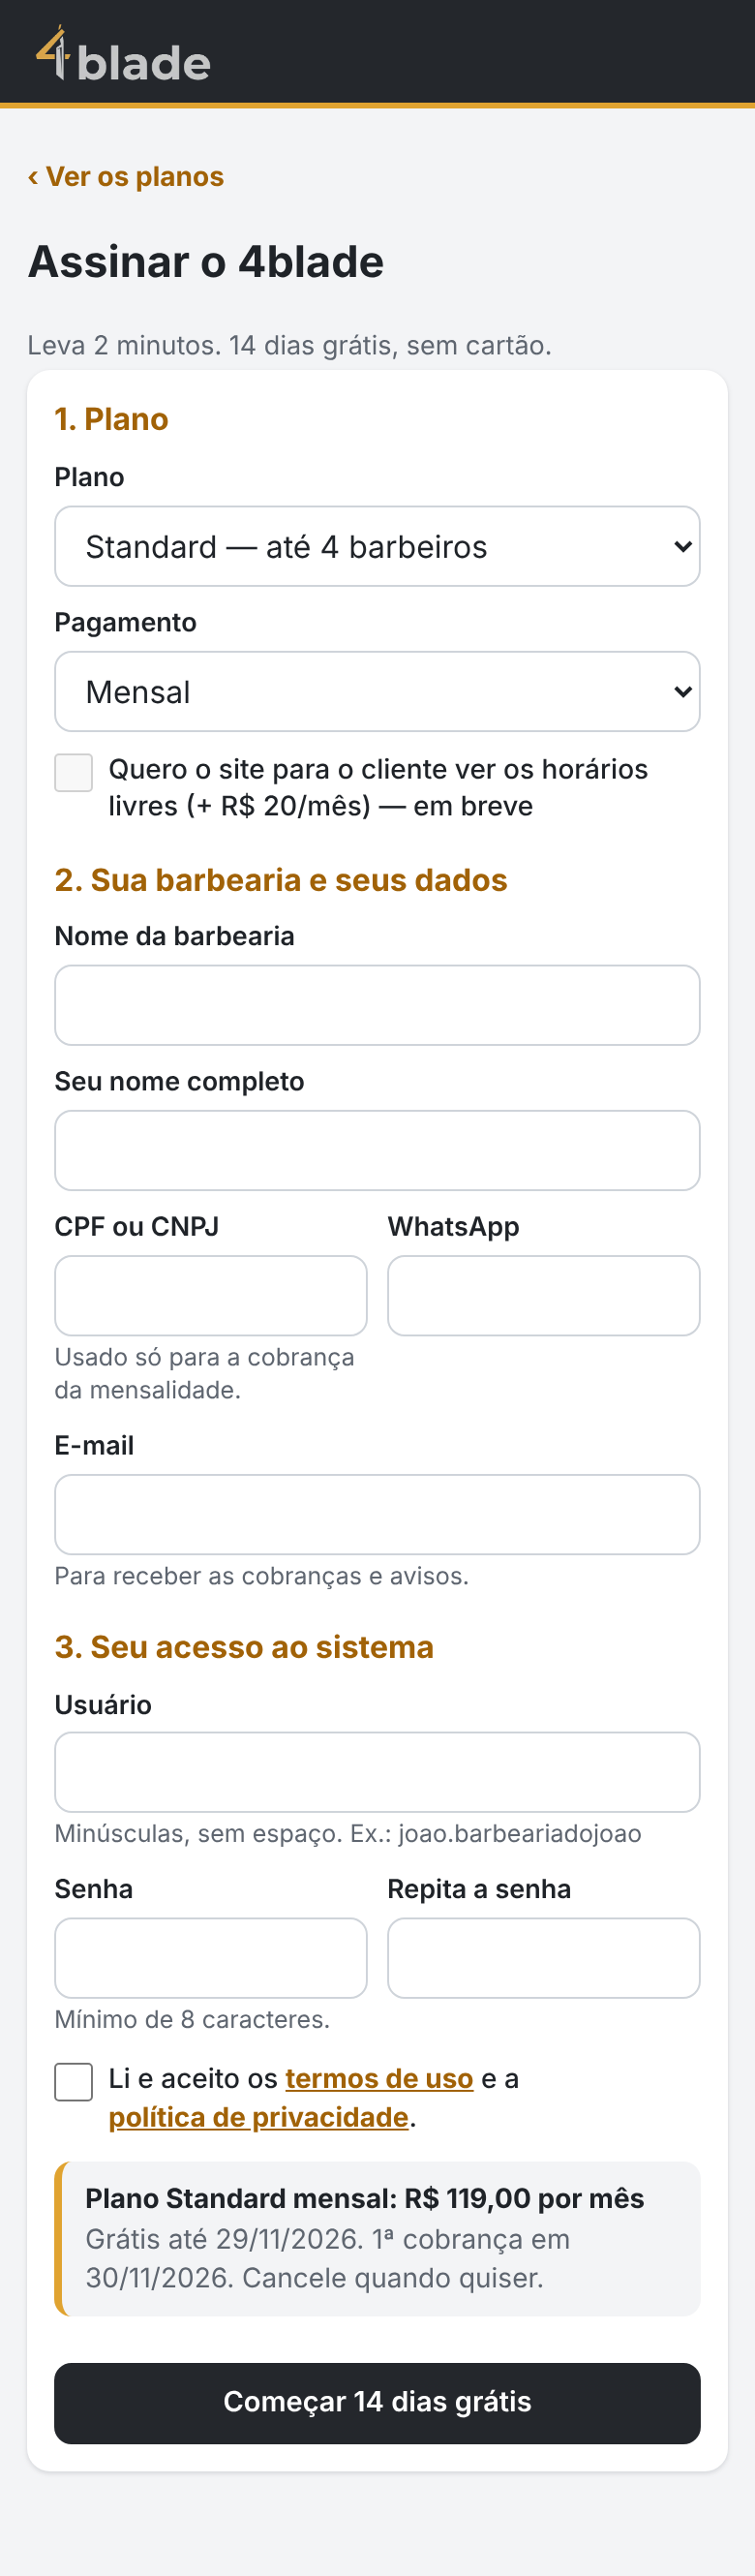 4blade
‹ Ver os planos
Assinar o 4blade
Leva 2 minutos. 14 dias grátis, sem cartão.
1. Plano
Plano
Standard — até 4 barbeiros
Pagamento
Mensal
Quero o site para o cliente ver os horários
livres (+ R$ 20/mês) — em breve
2. Sua barbearia e seus dados
Nome da barbearia
Seu nome completo
CPF ou CNPJ
WhatsApp
Usado só para a cobrança
da mensalidade.
E-mail
Para receber as cobranças e avisos.
3. Seu acesso ao sistema
Usuário
Minúsculas, sem espaço. Ex.: joao.barbeariadojoao
Senha
Repita a senha
Mínimo de 8 caracteres.
Li e aceito os termos de uso e a
política de privacidade.
Plano Standard mensal: R$ 119,00 por mês
Grátis até 29/11/2026. 1ª cobrança em
30/11/2026. Cancele quando quiser.
Começar 14 dias grátis